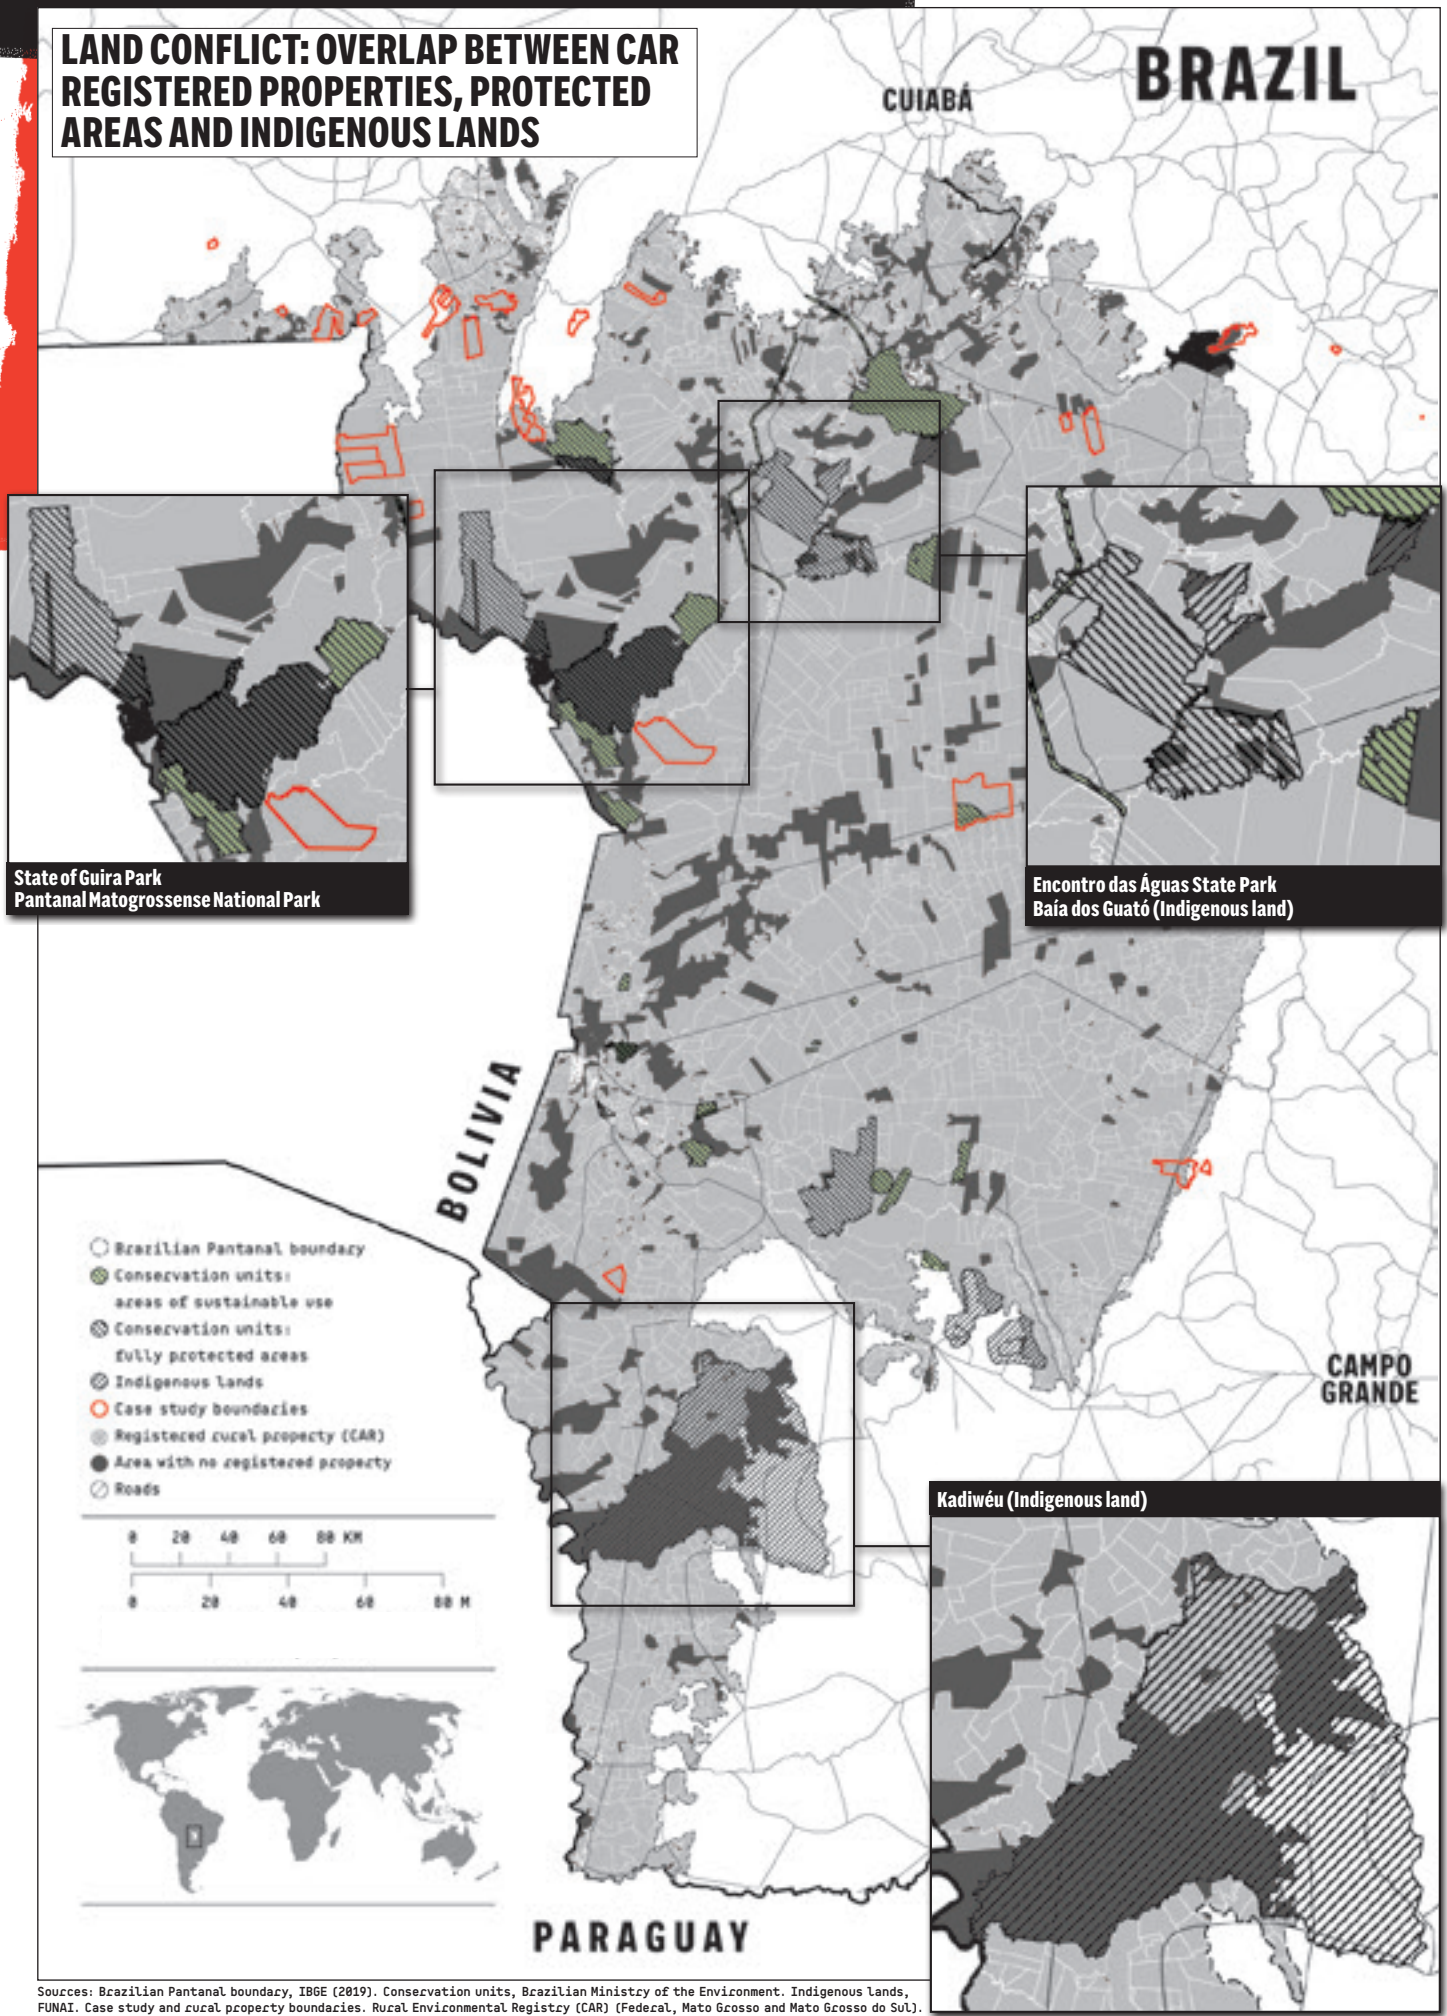 LAND CONFLICT: OVERLAP BETWEEN CAR
REGISTERED PROPERTIES, PROTECTED
AREAS AND INDIGENOUS LANDS
BRAZIL
CUIABÁ
State of Guira Park
Pantanal Matogrossense National Park
Encontro das Águas State Park
Baía dos Guató (Indigenous land)
BOLIVIA
Brazilian Pantanal boundary
Conservation units:
areas of sustainable use
Conservation units:
fully protected areas
Indigenous lands
Case study boundaries
Registered rural property (CAR)
Area with no registered property
Roads
0 20 40 60 80 KM
0 20 40 60 80 M
CAMPO
GRANDE
Kadiwéu (Indigenous land)
PARAGUAY
Sources: Brazilian Pantanal boundary, IBGE (2019). Conservation units, Brazilian Ministry of the Environment. Indigenous lands,
FUNAI. Case study and rural property boundaries. Rural Environmental Registry (CAR) (Federal, Mato Grosso and Mato Grosso do Sul).